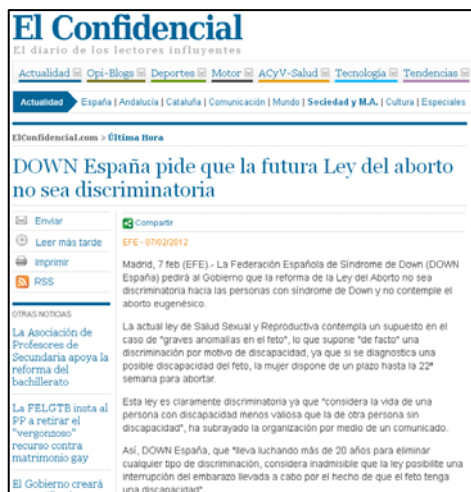 El Confidencial
El diario de los lectores influyentes
Actualidad Opi-Blogs Deportes Motor ACyV-Salud Tecnología Tendencias
Actualidad España | Andalucía | Cataluña | Comunicación | Mundo | Sociedad y M.A. | Cultura | Especiales
ElConfidencial.com > Última Hora
DOWN España pide que la futura Ley del aborto
no sea discriminatoria
Enviar
Leer más tarde
Imprimir
RSS
OTRAS NOTICIAS
La Asociación de
Profesores de
Secundaria apoya la
reforma del
bachillerato
La FELGTB insta al
PP a retirar el
"vergonzoso"
recurso contra
matrimonio gay
El Gobierno creará
Compartir
EFE - 07/02/2012
Madrid, 7 feb (EFE).- La Federación Española de Síndrome de Down (DOWN
España) pedirá al Gobierno que la reforma de la Ley del Aborto no sea
discriminatoria hacia las personas con síndrome de Down y no contemple el
aborto eugenésico.
La actual ley de Salud Sexual y Reproductiva contempla un supuesto en el
caso de "graves anomalías en el feto", lo que supone "de facto" una
discriminación por motivo de discapacidad, ya que si se diagnostica una
posible discapacidad del feto, la mujer dispone de un plazo hasta la 22ª
semana para abortar.
Esta ley es claramente discriminatoria ya que "considera la vida de una
persona con discapacidad menos valiosa que la de otra persona sin
discapacidad", ha subrayado la organización por medio de un comunicado.
Así, DOWN España, que "lleva luchando más de 20 años para eliminar
cualquier tipo de discriminación, considera inadmisible que la ley posibilite una
interrupción del embarazo llevada a cabo por el hecho de que el feto tenga
una discapacidad"